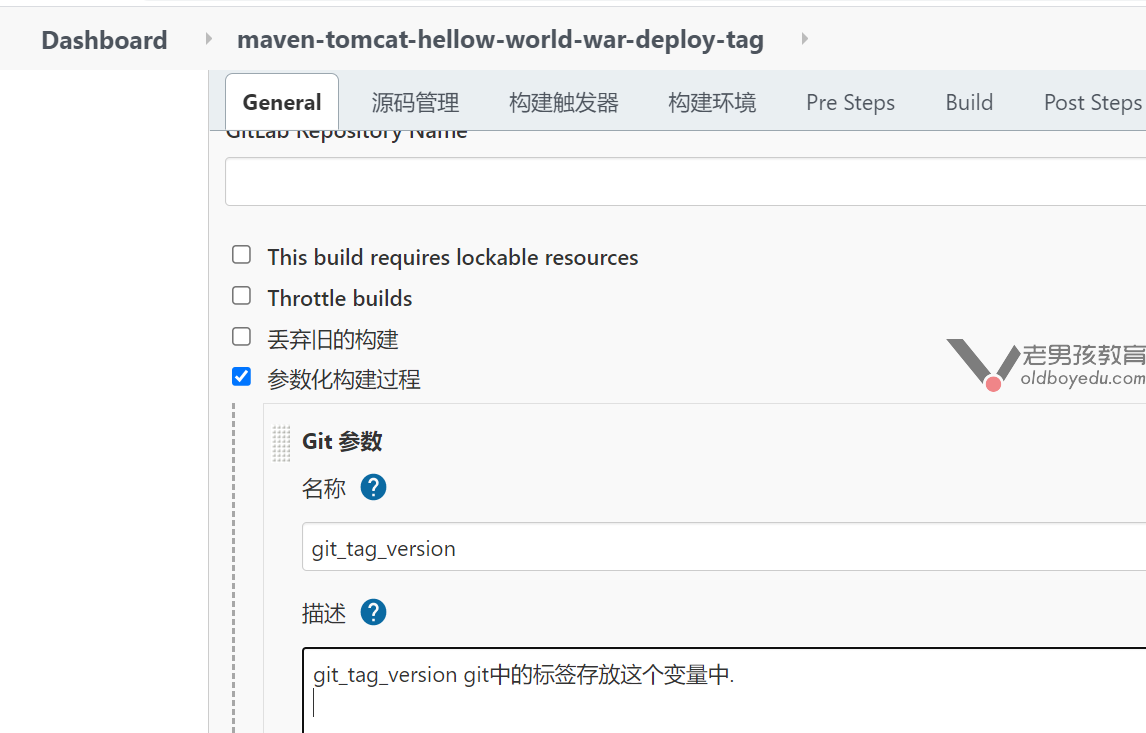 Dashboard
maven-tomcat-hellow-world-war-deploy-tag
General 源码管理 构建触发器 构建环境 Pre Steps Build Post Steps
GitLab Repository Name
This build requires lockable resources
Throttle builds
丢弃旧的构建
参数化构建过程
老男孩教育
oldboyedu.com
Git 参数
名称 ?
git_tag_version
描述 ?
git_tag_version git中的标签存放这个变量中.